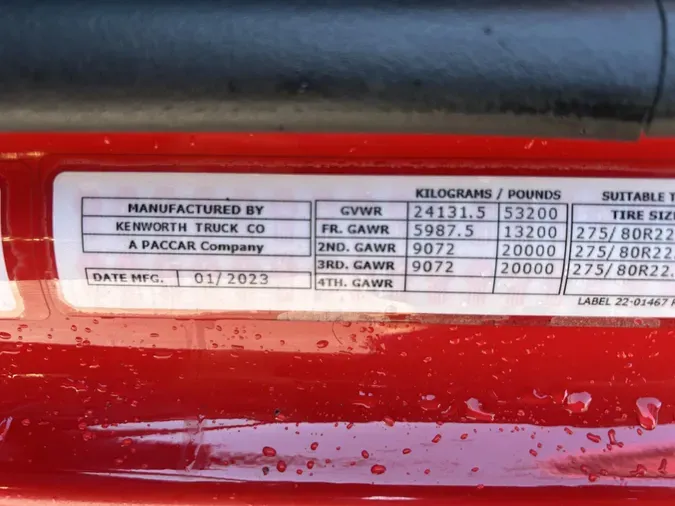 MANUFACTURED BY
KENWORTH TRUCK CO
A PACCAR Company
DATE MFG. 01/2023
KILOGRAMS / POUNDS
GVWR 24131.5 53200
FR. GAWR 5987.5 13200
2ND. GAWR 9072 20000
3RD. GAWR 9072 20000
4TH. GAWR
SUITABLE T
TIRE SIZ
275/80R22.
275/80R22.
275/80R22.
LABEL 22-01467